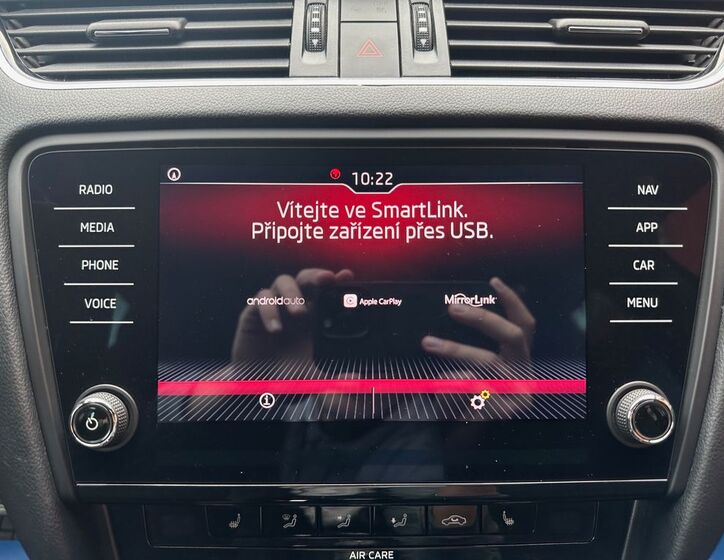 10:22
RADIO
MEDIA
PHONE
VOICE
Vítejte ve SmartLink.
Připojte zařízení přes USB.
androidauto
Apple CarPlay
MirrorLink
NAV
APP
CAR
MENU
AIR CARE